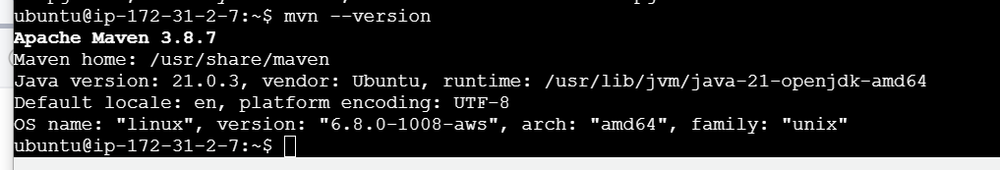 ubuntu@ip-172-31-2-7:~$ mvn --version
Apache Maven 3.8.7
Maven home: /usr/share/maven
Java version: 21.0.3, vendor: Ubuntu, runtime: /usr/lib/jvm/java-21-openjdk-amd64
Default locale: en, platform encoding: UTF-8
OS name: "linux", version: "6.8.0-1008-aws", arch: "amd64", family: "unix"
ubuntu@ip-172-31-2-7:~$